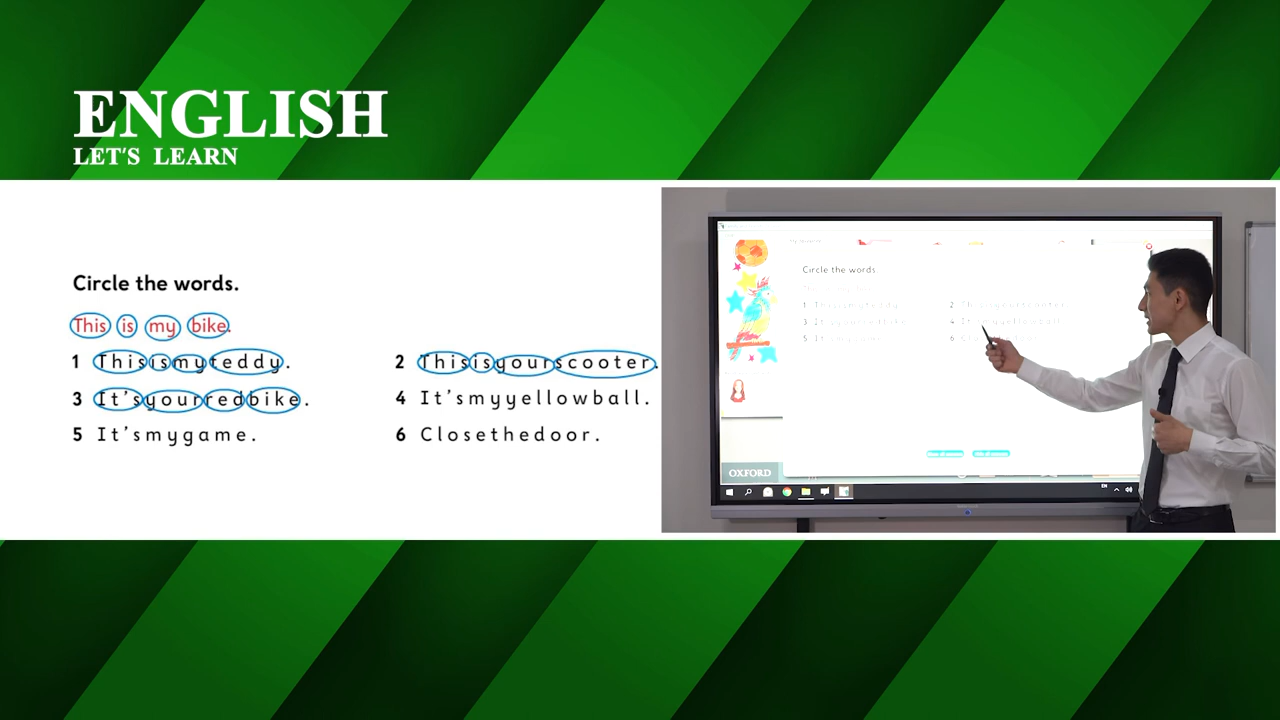 ENGLISH
LET'S LEARN
Circle the words.
This is my bike.
1 Thisismyteddy.
2 Thisisyourscooter.
3 It'syourredbike.
4 It'smyyellowball.
5 It'smygame.
6 Closethedoor.
Circle the words.
OXFORD